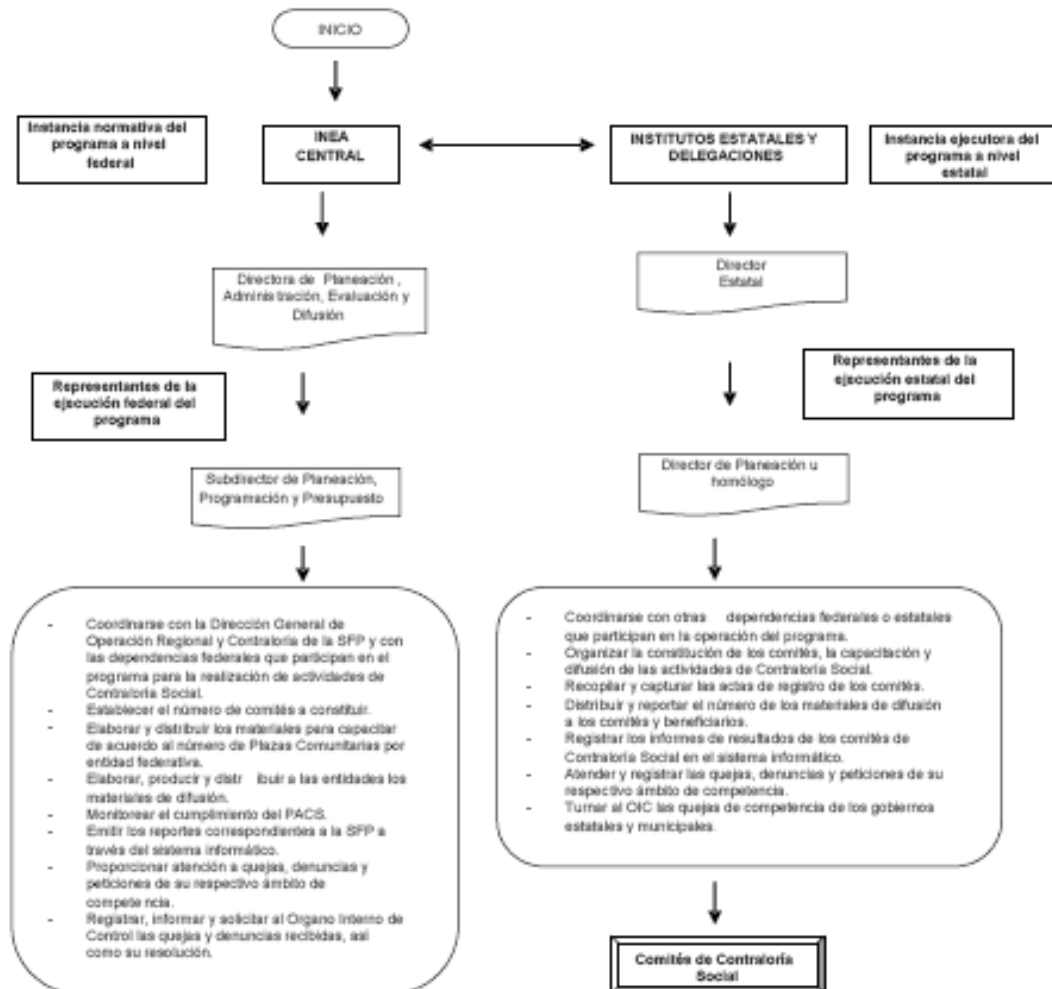 INICIO
Instancia normativa del
programa a nivel
federal
INEA
CENTRAL
INSTITUTOS ESTATALES Y
DELEGACIONES
Instancia ejecutora del
programa a nivel
estatal
Directora de Planeación ,
Administración, Evaluación y
Difusión
Director
Estatal
Representantes de la
ejecución federal del
programa
Representantes de la
ejecución estatal del
programa
Subdirector de Planeación,
Programación y Presupuesto
Director de Planeación u
homólogo
- Coordinarse con la Dirección General de
Operación Regional y Contraloría de la SFP y con
las dependencias federales que participan en el
programa para la realización de actividades de
Contraloría Social.
- Establecer el número de comités a constituir.
- Elaborar y distribuir los materiales para capacitar
de acuerdo al número de Plazas Comunitarias por
entidad federativa.
- Elaborar, producir y distr ibuir a las entidades los
materiales de difusión.
- Monitorear el cumplimiento del PACS.
- Emitir los reportes correspondientes a la SFP a
través del sistema informático.
- Proporcionar atención a quejas, denuncias y
peticiones de su respectivo ámbito de
compete ncia.
- Registrar, informar y solicitar al Órgano Interno de
Control las quejas y denuncias recibidas, así
como su resolución.
- Coordinarse con otras dependencias federales o estatales
que participan en la operación del programa.
- Organizar la constitución de los comités, la capacitación y
difusión de las actividades de Contraloría Social.
- Recopilar y capturar las actas de registro de los comités.
- Distribuir y reportar el número de los materiales de difusión
a los comités y beneficiarios.
- Registrar los informes de resultados de los comités de
Contraloría Social en el sistema informático.
- Atender y registrar las quejas, denuncias y peticiones de su
respectivo ámbito de competencia.
- Turnar al OIC las quejas de competencia de los gobiernos
estatales y municipales.
Comités de Contraloría
Social